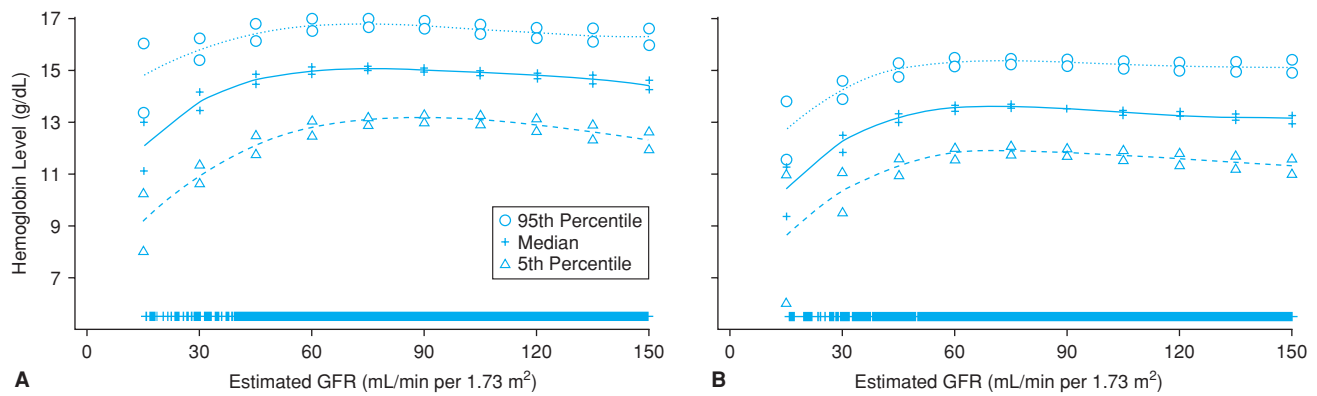 17
15
13
11
9
7
Hemoglobin Level (g/dL)
95th Percentile
Median
5th Percentile
0 30 60 90 120 150
A Estimated GFR (mL/min per 1.73 m²)
0 30 60 90 120 150
B Estimated GFR (mL/min per 1.73 m²)